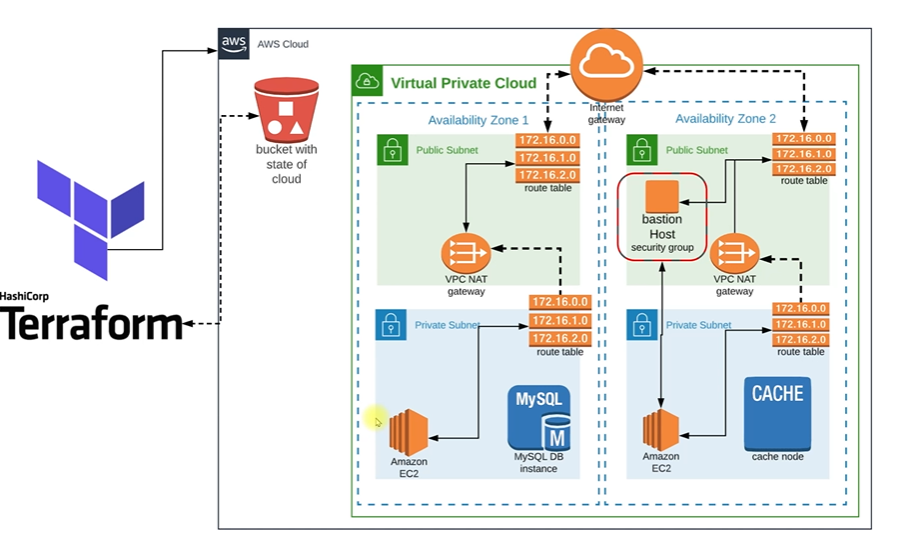 aws
AWS Cloud
bucket with
state of
cloud
HashiCorp
Terraform
Virtual Private Cloud
Internet
gateway
Availability Zone 1
Public Subnet
172.16.0.0
172.16.1.0
172.16.2.0
route table
VPC NAT
gateway
Private Subnet
172.16.0.0
172.16.1.0
172.16.2.0
route table
Amazon
EC2
MySQL
M
MySQL DB
instance
Availability Zone 2
Public Subnet
172.16.0.0
172.16.1.0
172.16.2.0
route table
bastion
Host
security group
VPC NAT
gateway
Private Subnet
172.16.0.0
172.16.1.0
172.16.2.0
route table
Amazon
EC2
CACHE
cache node